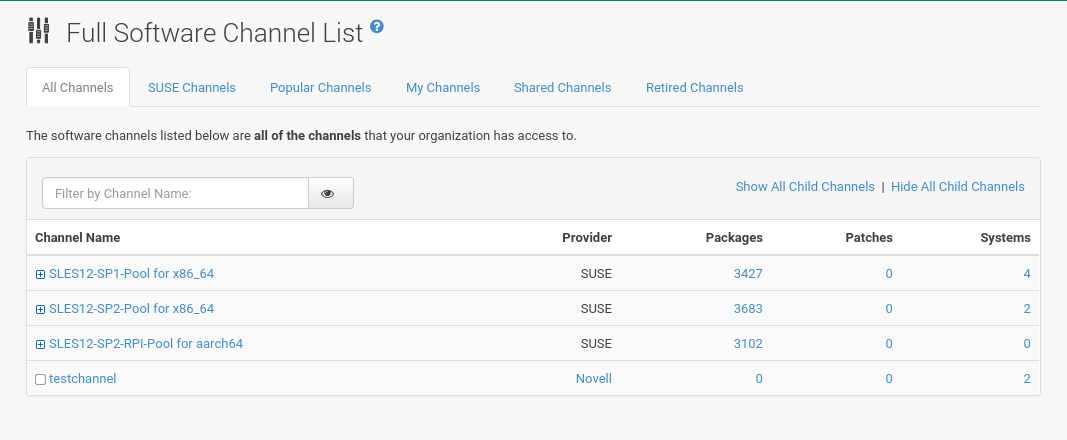 Full Software Channel List ?
All Channels SUSE Channels Popular Channels My Channels Shared Channels Retired Channels
The software channels listed below are all of the channels that your organization has access to.
Filter by Channel Name: Show All Child Channels | Hide All Child Channels
Channel Name Provider Packages Patches Systems
SLES12-SP1-Pool for x86_64 SUSE 3427 0 4
SLES12-SP2-Pool for x86_64 SUSE 3683 0 2
SLES12-SP2-RPI-Pool for aarch64 SUSE 3102 0 0
testchannel Novell 0 0 2